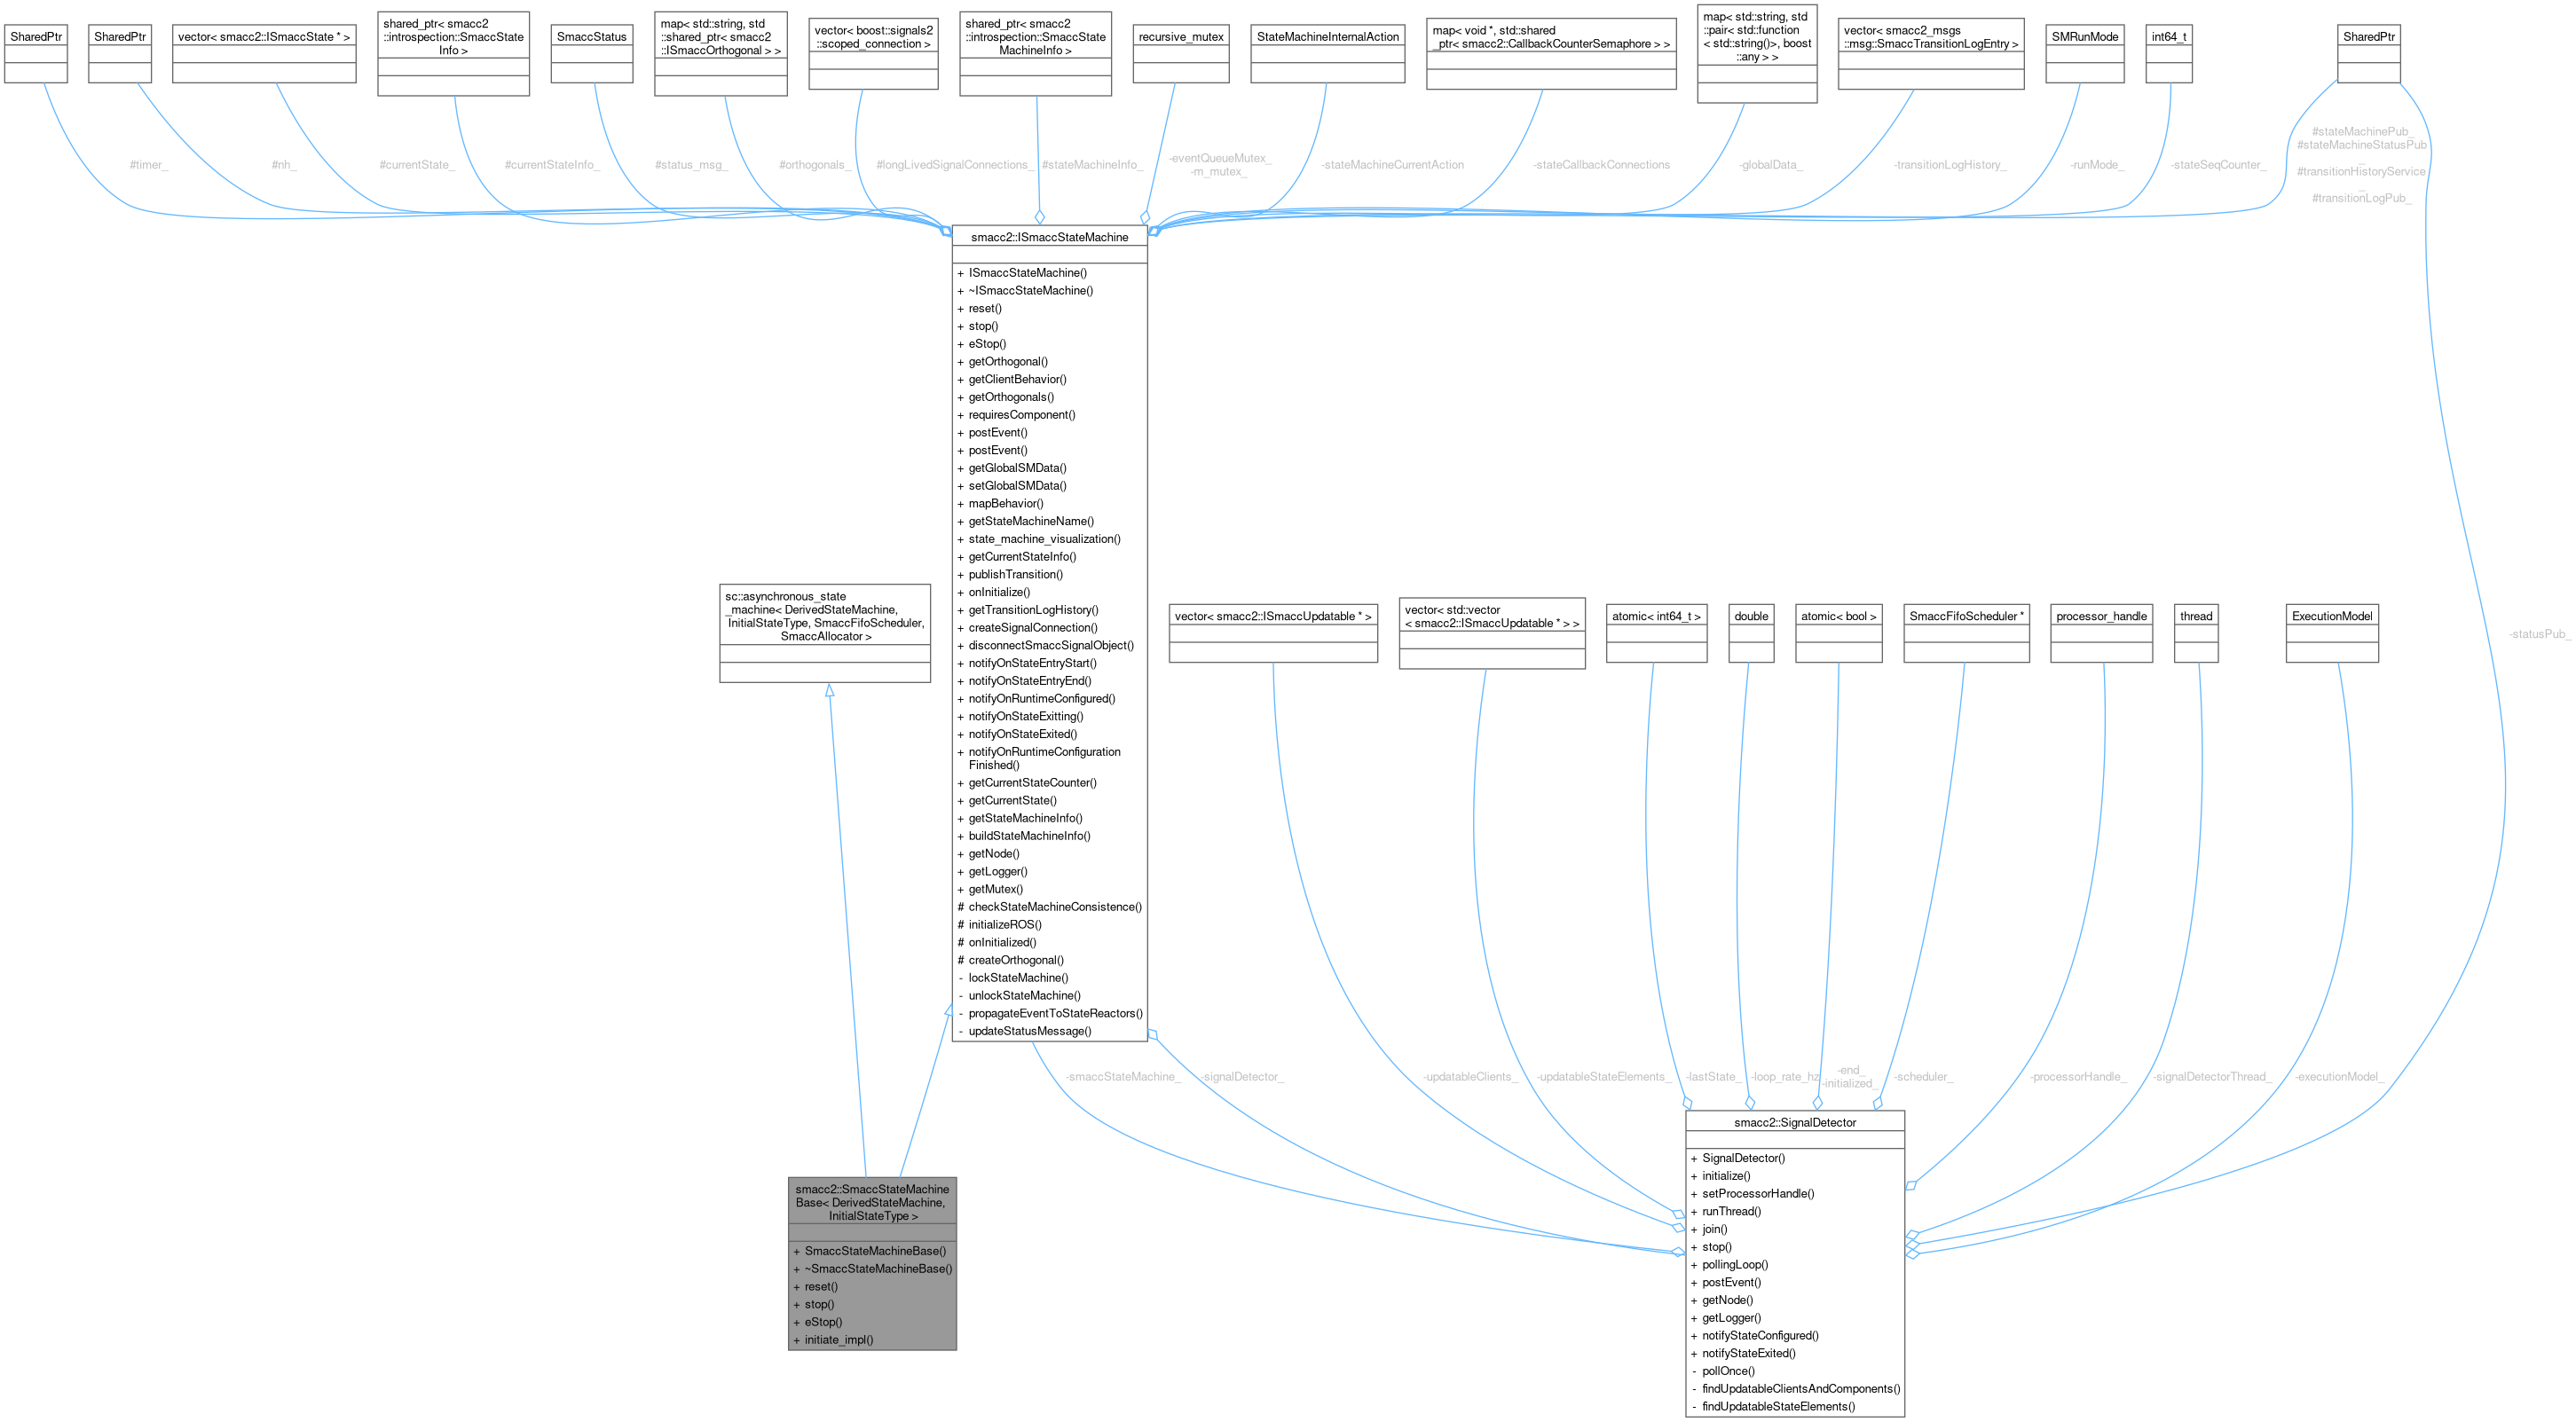 SharedPtr
SharedPtr
vector< smacc2::ISmaccState * >
shared_ptr< smacc2
::introspection::SmaccState
Info >
SmaccStatus
map< std::string, std
::shared_ptr< smacc2
::ISmaccOrthogonal > >
vector< boost::signals2
::scoped_connection >
shared_ptr< smacc2
::introspection::SmaccState
MachineInfo >
recursive_mutex
StateMachineInternalAction
map< void *, std::shared
_ptr< smacc2::CallbackCounterSemaphore > >
map< std::string, std
::pair< std::function
< std::string()>, boost
::any > >
vector< smacc2_msgs
::msg::SmaccTransitionLogEntry >
SMRunMode
int64_t
SharedPtr
#timer_
#nh_
#currentState_
#currentStateInfo_
#status_msg_
#orthogonals_
#longLivedSignalConnections_
#stateMachineInfo_
-eventQueueMutex_
-m_mutex_
-stateMachineCurrentAction
-stateCallbackConnections
-globalData_
-transitionLogHistory_
-runMode_
-stateSeqCounter_
#stateMachinePub_
#stateMachineStatusPub
_
#transitionHistoryService
_
#transitionLogPub_
smacc2::ISmaccStateMachine
+ ISmaccStateMachine()
+ ~ISmaccStateMachine()
+ reset()
+ stop()
+ eStop()
+ getOrthogonal()
+ getClientBehavior()
+ getOrthogonals()
+ requiresComponent()
+ postEvent()
+ postEvent()
+ getGlobalSMData()
+ setGlobalSMData()
+ mapBehavior()
+ getStateMachineName()
+ state_machine_visualization()
+ getCurrentStateInfo()
+ publishTransition()
+ onInitialize()
+ getTransitionLogHistory()
+ createSignalConnection()
+ disconnectSmaccSignalObject()
+ notifyOnStateEntryStart()
+ notifyOnStateEntryEnd()
+ notifyOnRuntimeConfigured()
+ notifyOnStateExitting()
+ notifyOnStateExited()
+ notifyOnRuntimeConfiguration
Finished()
+ getCurrentStateCounter()
+ getCurrentState()
+ getStateMachineInfo()
+ buildStateMachineInfo()
+ getNode()
+ getLogger()
+ getMutex()
# checkStateMachineConsistence()
# initializeROS()
# onInitialized()
# createOrthogonal()
- lockStateMachine()
- unlockStateMachine()
- propagateEventToStateReactors()
- updateStatusMessage()
sc::asynchronous_state
_machine< DerivedStateMachine,
InitialStateType, SmaccFifoScheduler,
SmaccAllocator >
vector< smacc2::ISmaccUpdatable * >
vector< std::vector
< smacc2::ISmaccUpdatable * > >
atomic< int64_t >
double
atomic< bool >
SmaccFifoScheduler *
processor_handle
thread
ExecutionModel
-statusPub_
-smaccStateMachine_
-signalDetector_
-updatableClients_
-updatableStateElements_
-lastState_
-loop_rate_hz
-end_
-initialized_
-scheduler_
-processorHandle_
-signalDetectorThread_
-executionModel_
smacc2::SmaccStateMachine
Base< DerivedStateMachine,
InitialStateType >
+ SmaccStateMachineBase()
+ ~SmaccStateMachineBase()
+ reset()
+ stop()
+ eStop()
+ initiate_impl()
smacc2::SignalDetector
+ SignalDetector()
+ initialize()
+ setProcessorHandle()
+ runThread()
+ join()
+ stop()
+ pollingLoop()
+ postEvent()
+ getNode()
+ getLogger()
+ notifyStateConfigured()
+ notifyStateExited()
- pollOnce()
- findUpdatableClientsAndComponents()
- findUpdatableStateElements()